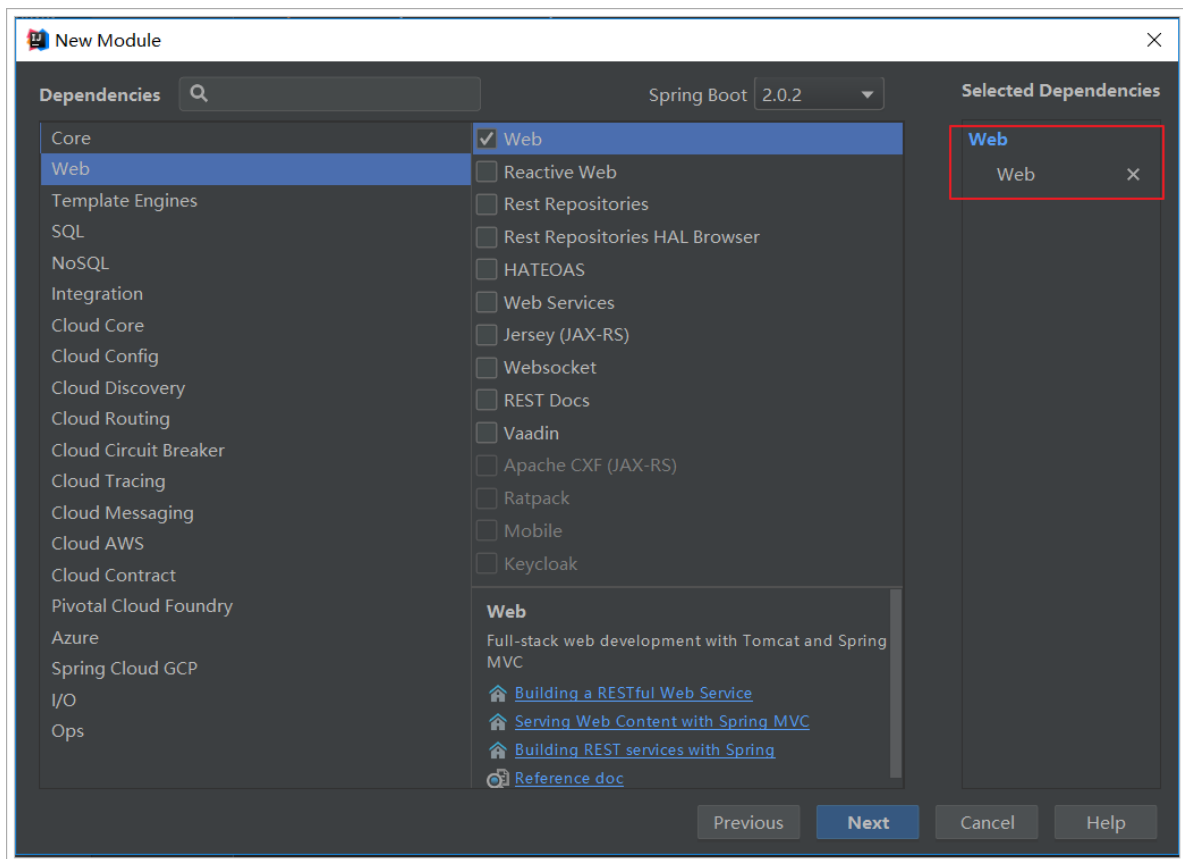 New Module
Dependencies
Spring Boot 2.0.2
Selected Dependencies
Core
Web
Template Engines
SQL
NoSQL
Integration
Cloud Core
Cloud Config
Cloud Discovery
Cloud Routing
Cloud Circuit Breaker
Cloud Tracing
Cloud Messaging
Cloud AWS
Cloud Contract
Pivotal Cloud Foundry
Azure
Spring Cloud GCP
I/O
Ops
Web
Reactive Web
Rest Repositories
Rest Repositories HAL Browser
HATEOAS
Web Services
Jersey (JAX-RS)
Websocket
REST Docs
Vaadin
Apache CXF (JAX-RS)
Ratpack
Mobile
Keycloak
Web
Full-stack web development with Tomcat and Spring
MVC
Building a RESTful Web Service
Serving Web Content with Spring MVC
Building REST services with Spring
Reference doc
Web
Web
Previous
Next
Cancel
Help